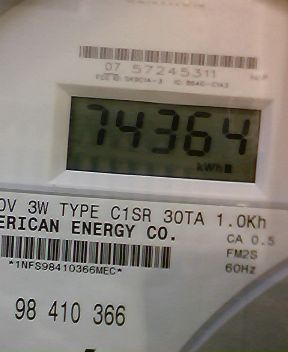 07 57245311
74364
kWh
0V 3W TYPE C1SR 30TA 1.0Kh
ERICAN ENERGY CO.
CA 0.5
FM2S
*1NFS98410366MEC*
60Hz
98 410 366